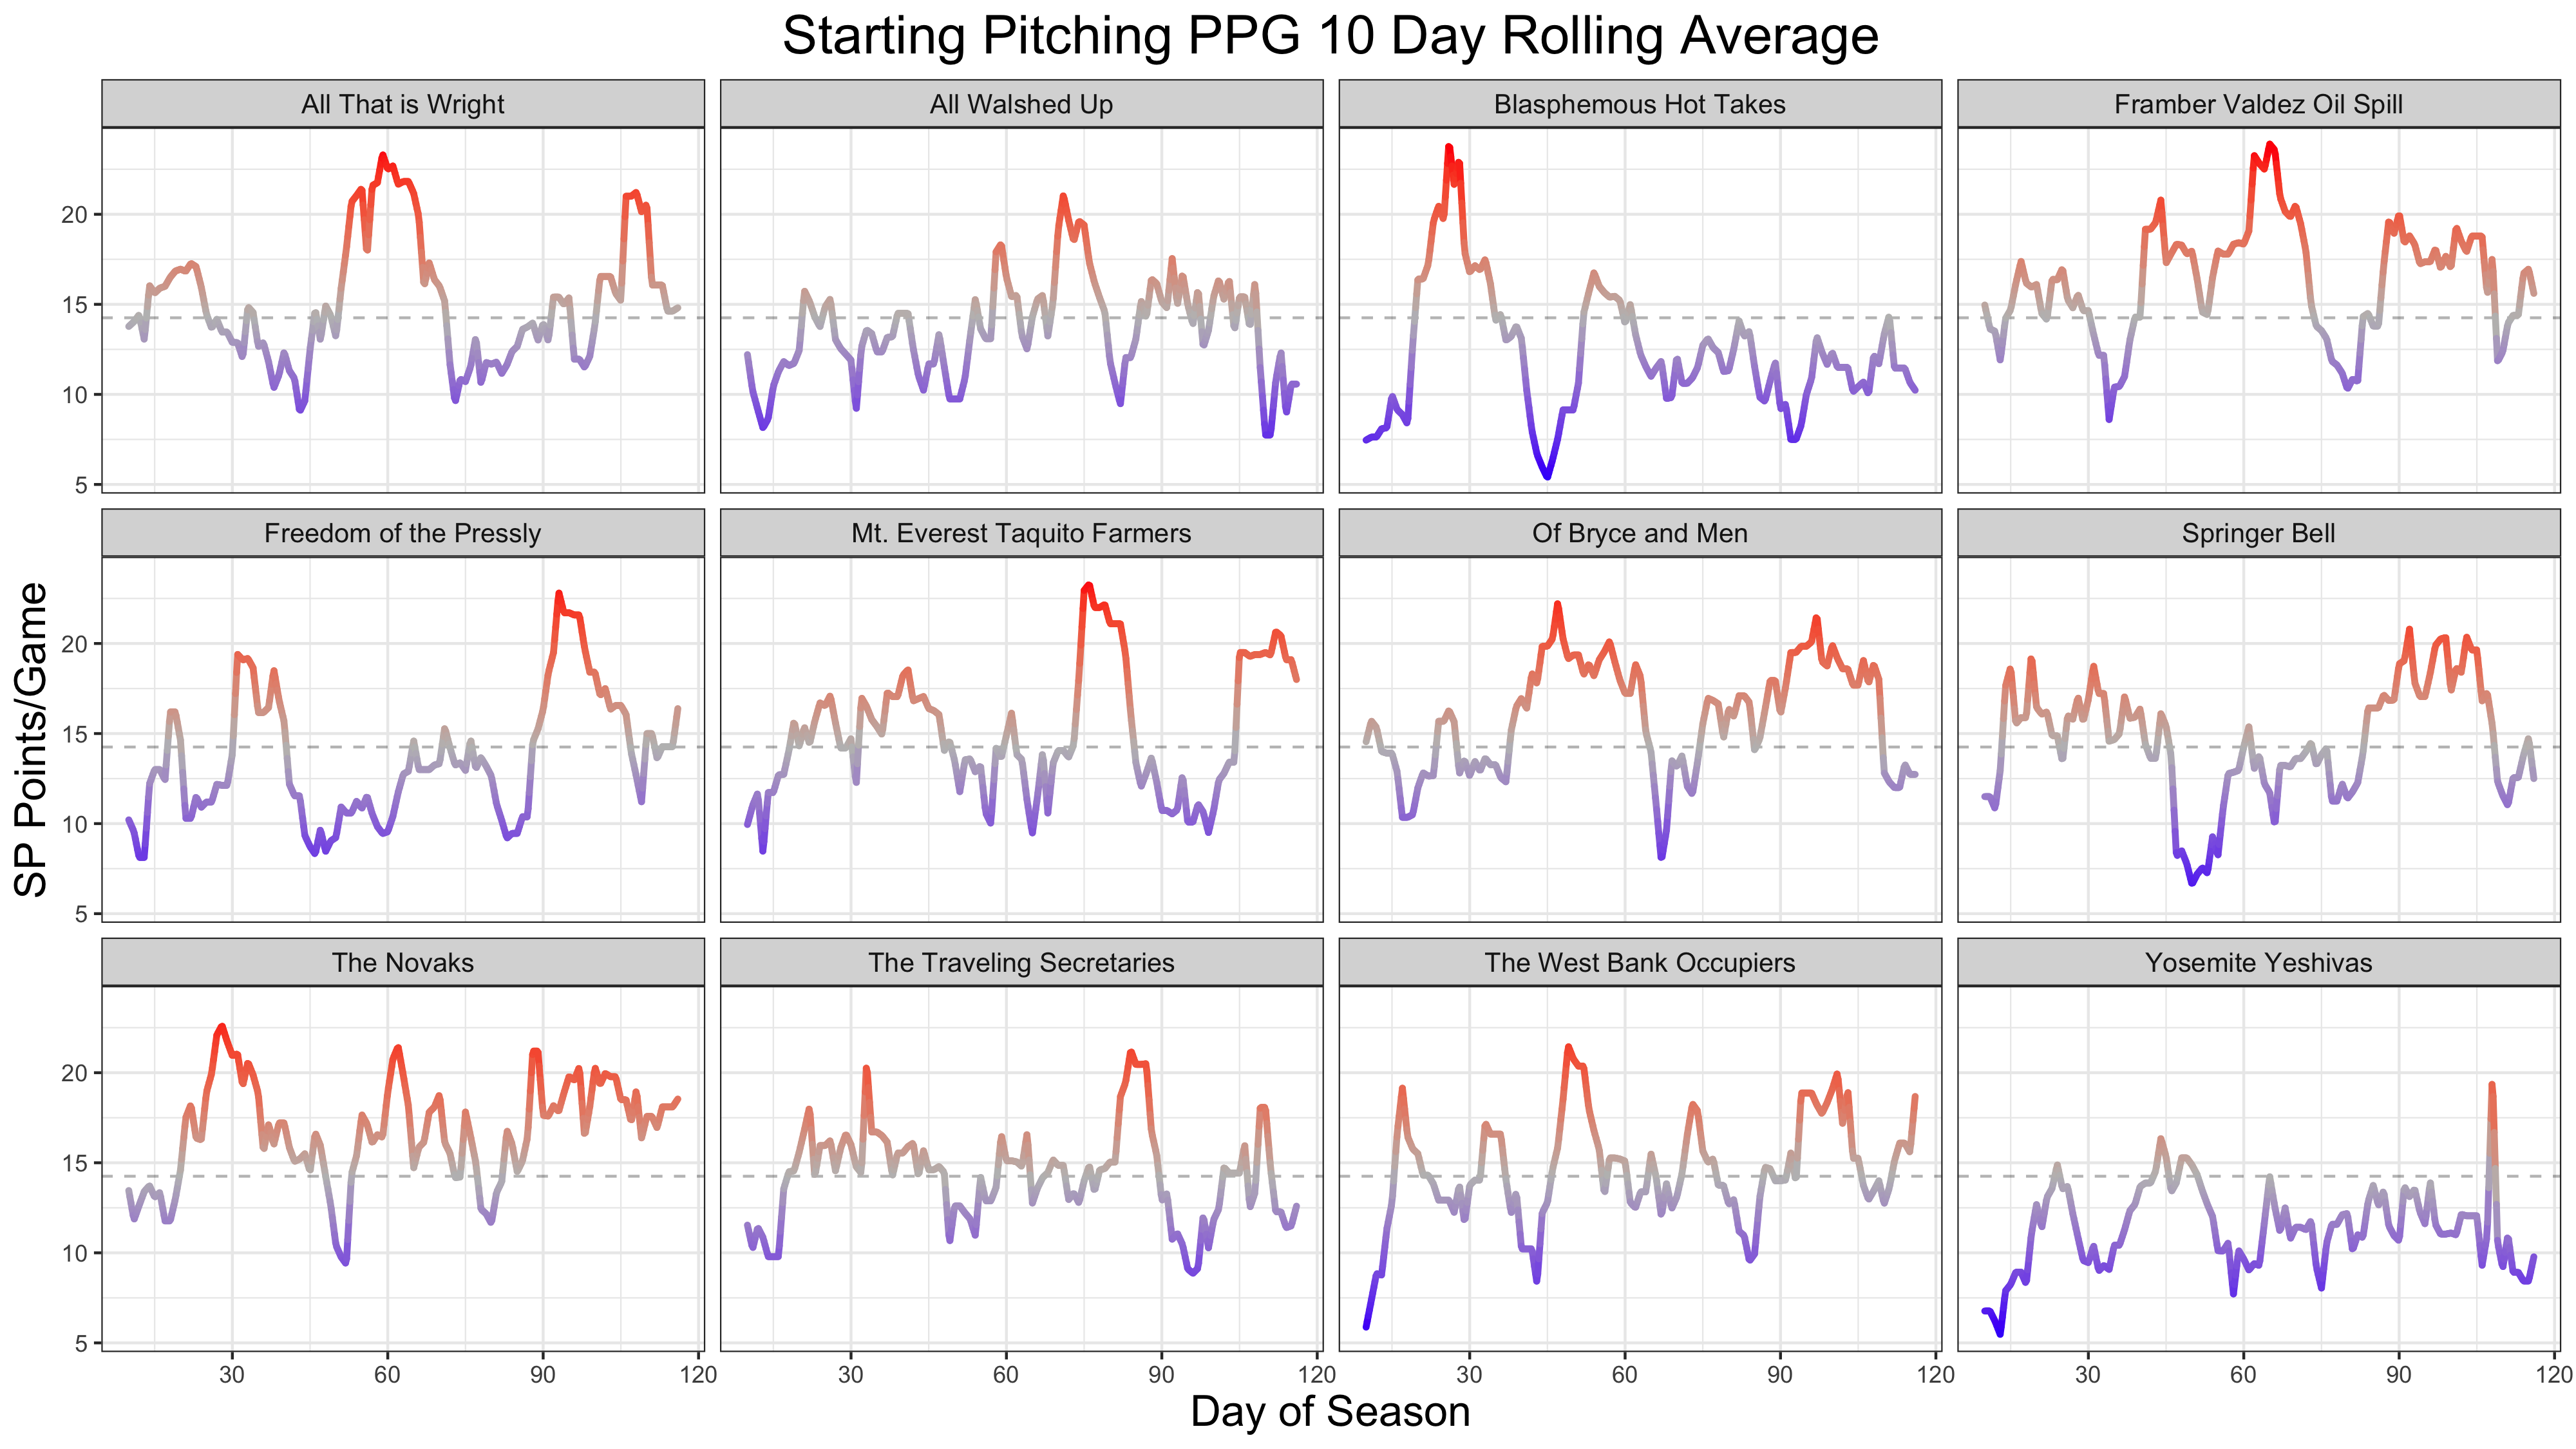 Starting Pitching PPG 10 Day Rolling Average
All That is Wright
All Walshed Up
Blasphemous Hot Takes
Framber Valdez Oil Spill
20
15
10
5
Freedom of the Pressly
Mt. Everest Taquito Farmers
Of Bryce and Men
Springer Bell
SP Points/Game
20
15
10
5
The Novaks
The Traveling Secretaries
The West Bank Occupiers
Yosemite Yeshivas
20
15
10
5
30 60 90 120 30 60 90 120 30 60 90 120 30 60 90 120
Day of Season